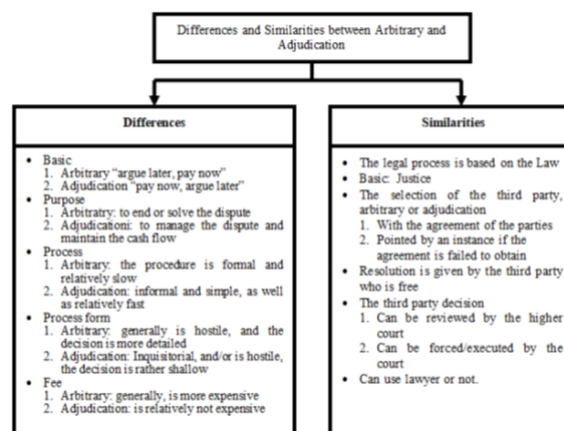 Differences and Similarities between Arbitrary and
Adjudication
Differences
• Basic
1. Arbitrary “argue later, pay now”
2. Adjudication “pay now, argue later”
• Purpose
1. Arbitratry: to end or solve the dispute
2. Adjudicationi: to manage the dispute and
maintain the cash flow
• Process
1. Arbitrary: the procedure is formal and
relatively slow
2. Adjudication: informal and simple, as well
as relatively fast
• Process form
1. Arbitrary: generally is hostile, and the
decision is more detailed
2. Adjudication: Inquisitorial, and/or is hostile,
the decision is rather shallow
• Fee
1. Arbitrary: generally, is more expensive
2. Adjudication: is relatively not expensive
Similarities
• The legal process is based on the Law
• Basic: Justice
• The selection of the third party,
arbitrary or adjudication
1. With the agreement of the parties
2. Pointed by an instance if the
agreement is failed to obtain
• Resolution is given by the third party
who is free
• The third party decision
1. Can be reviewed by the higher
court
2. Can be forced/executed by the
court
• Can use lawyer or not.